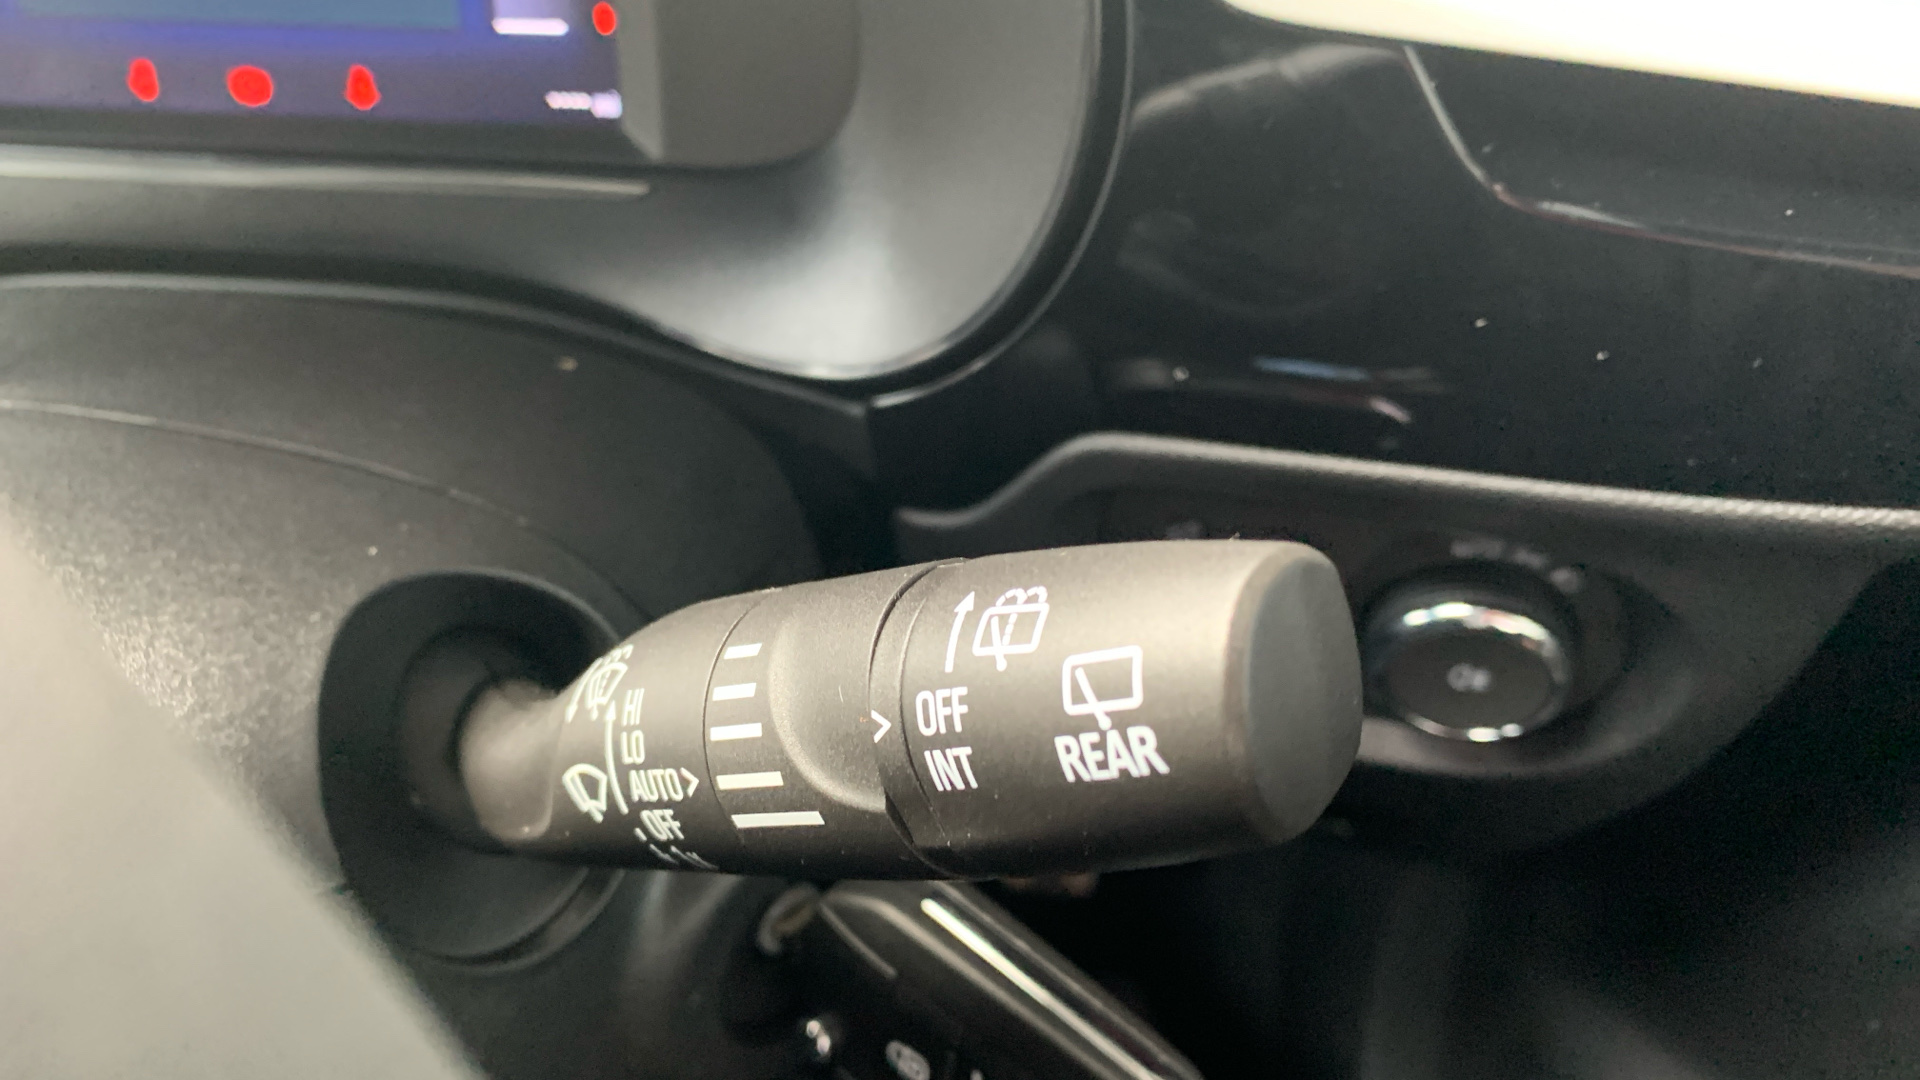 HI
LO
AUTO >
OFF
>
OFF
INT
REAR